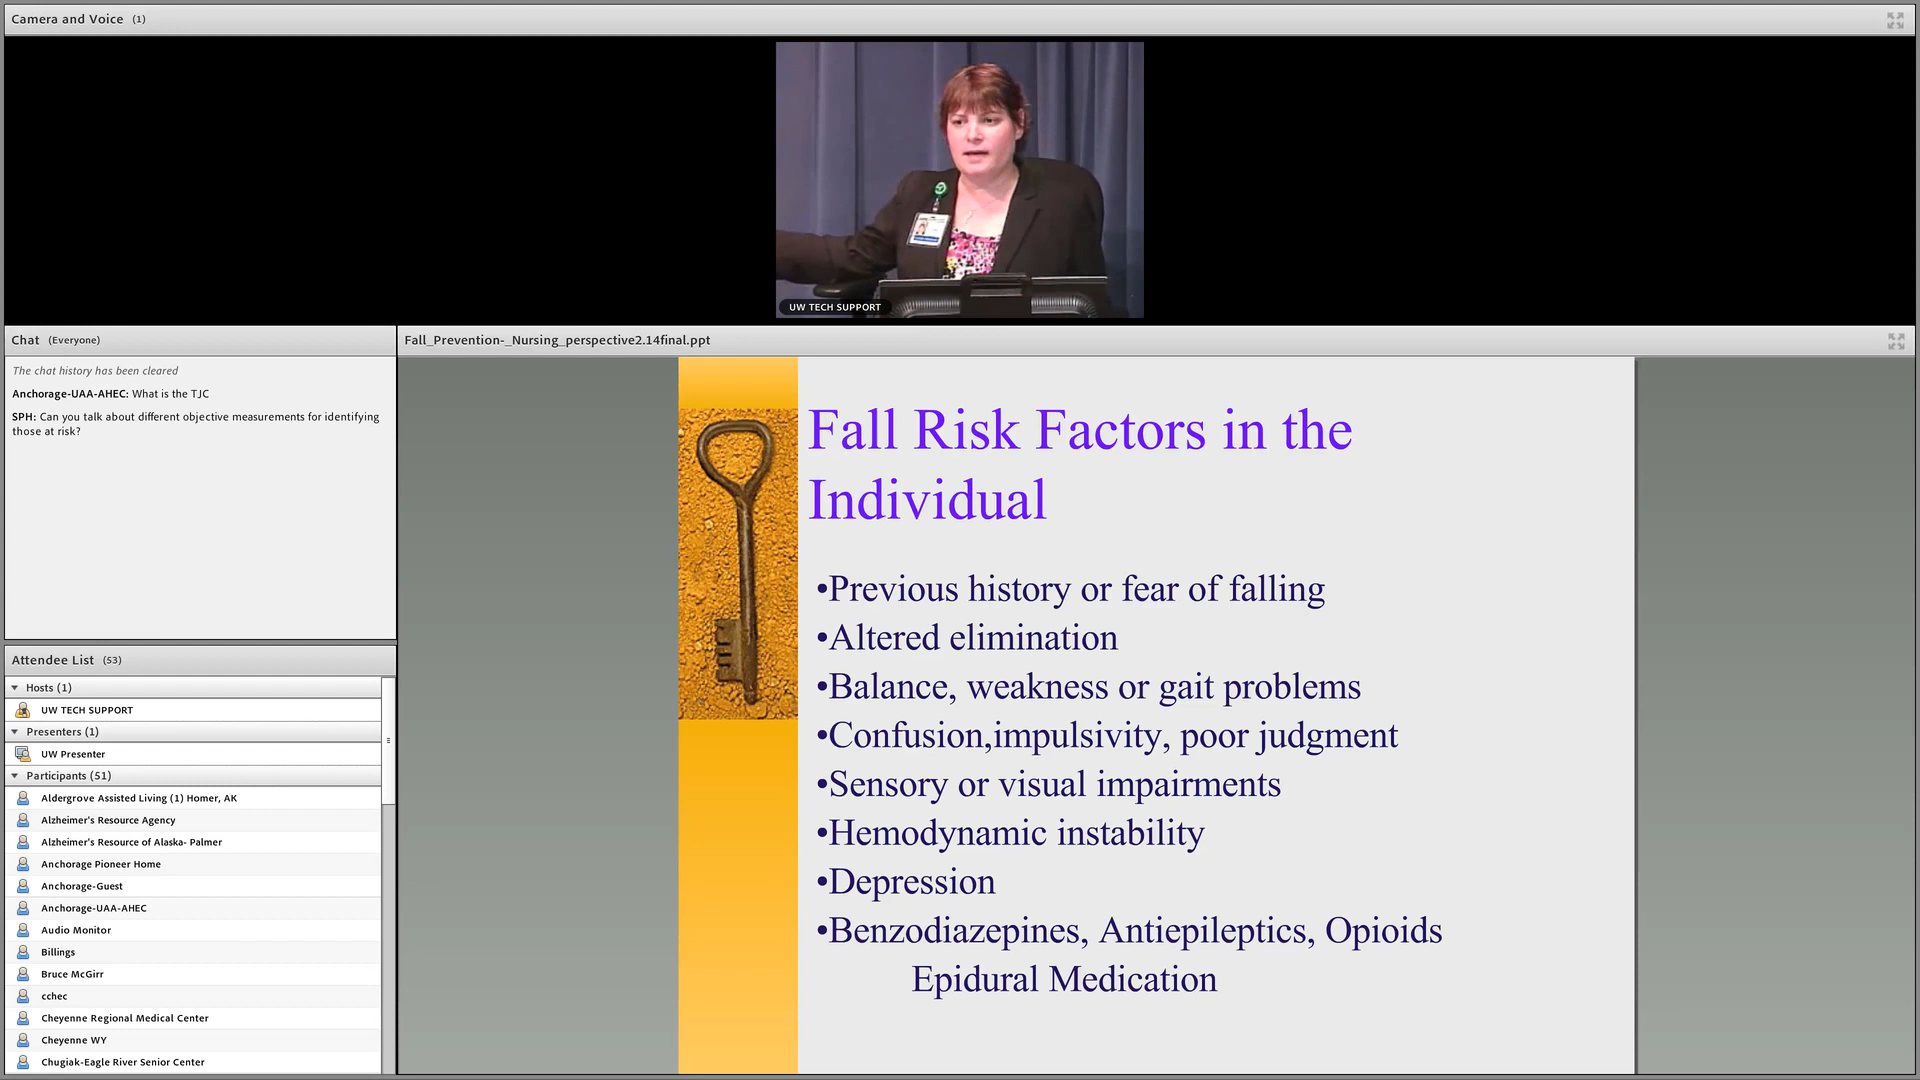 Camera and Voice (1)
UW TECH SUPPORT
Chat (Everyone)
The chat history has been cleared
Anchorage-UAA-AHEC: What is the TJC
SPH: Can you talk about different objective measurements for identifying
those at risk?
Attendee List (53)
Hosts (1)
UW TECH SUPPORT
Presenters (1)
UW Presenter
Participants (51)
Aldergrove Assisted Living (1) Homer, AK
Alzheimer's Resource Agency
Alzheimer's Resource of Alaska- Palmer
Anchorage Pioneer Home
Anchorage-Guest
Anchorage-UAA-AHEC
Audio Monitor
Billings
Bruce McGirr
cchec
Cheyenne Regional Medical Center
Cheyenne WY
Chugiak-Eagle River Senior Center
Fall_Prevention-_Nursing_perspective2.14final.ppt
Fall Risk Factors in the
Individual
•Previous history or fear of falling
•Altered elimination
•Balance, weakness or gait problems
•Confusion,impulsivity, poor judgment
•Sensory or visual impairments
•Hemodynamic instability
•Depression
•Benzodiazepines, Antiepileptics, Opioids
Epidural Medication